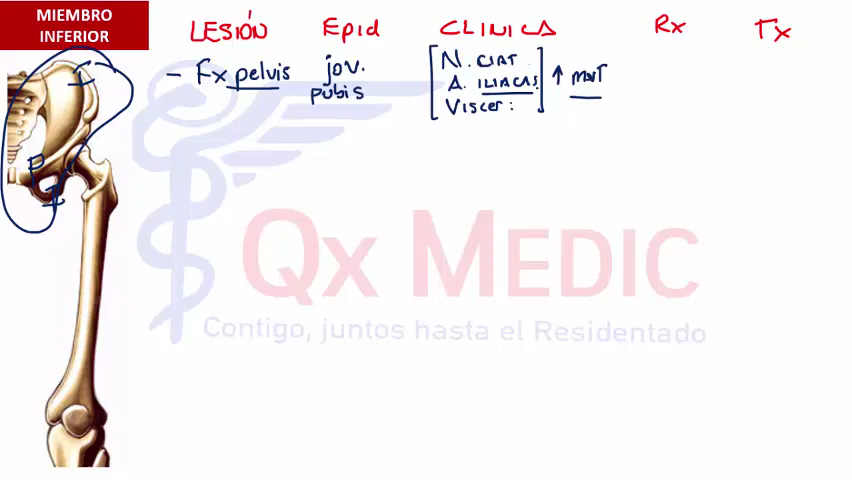 MIEMBRO
INFERIOR
LESIÓN Epid CLINICA Rx Tx
- Fx pelvis jov. N. CIAT. ↑ mort
pubis A. ILIACAS
Viscer:
I
P
I
QX MEDIC
Contigo, juntos hasta el Residentado